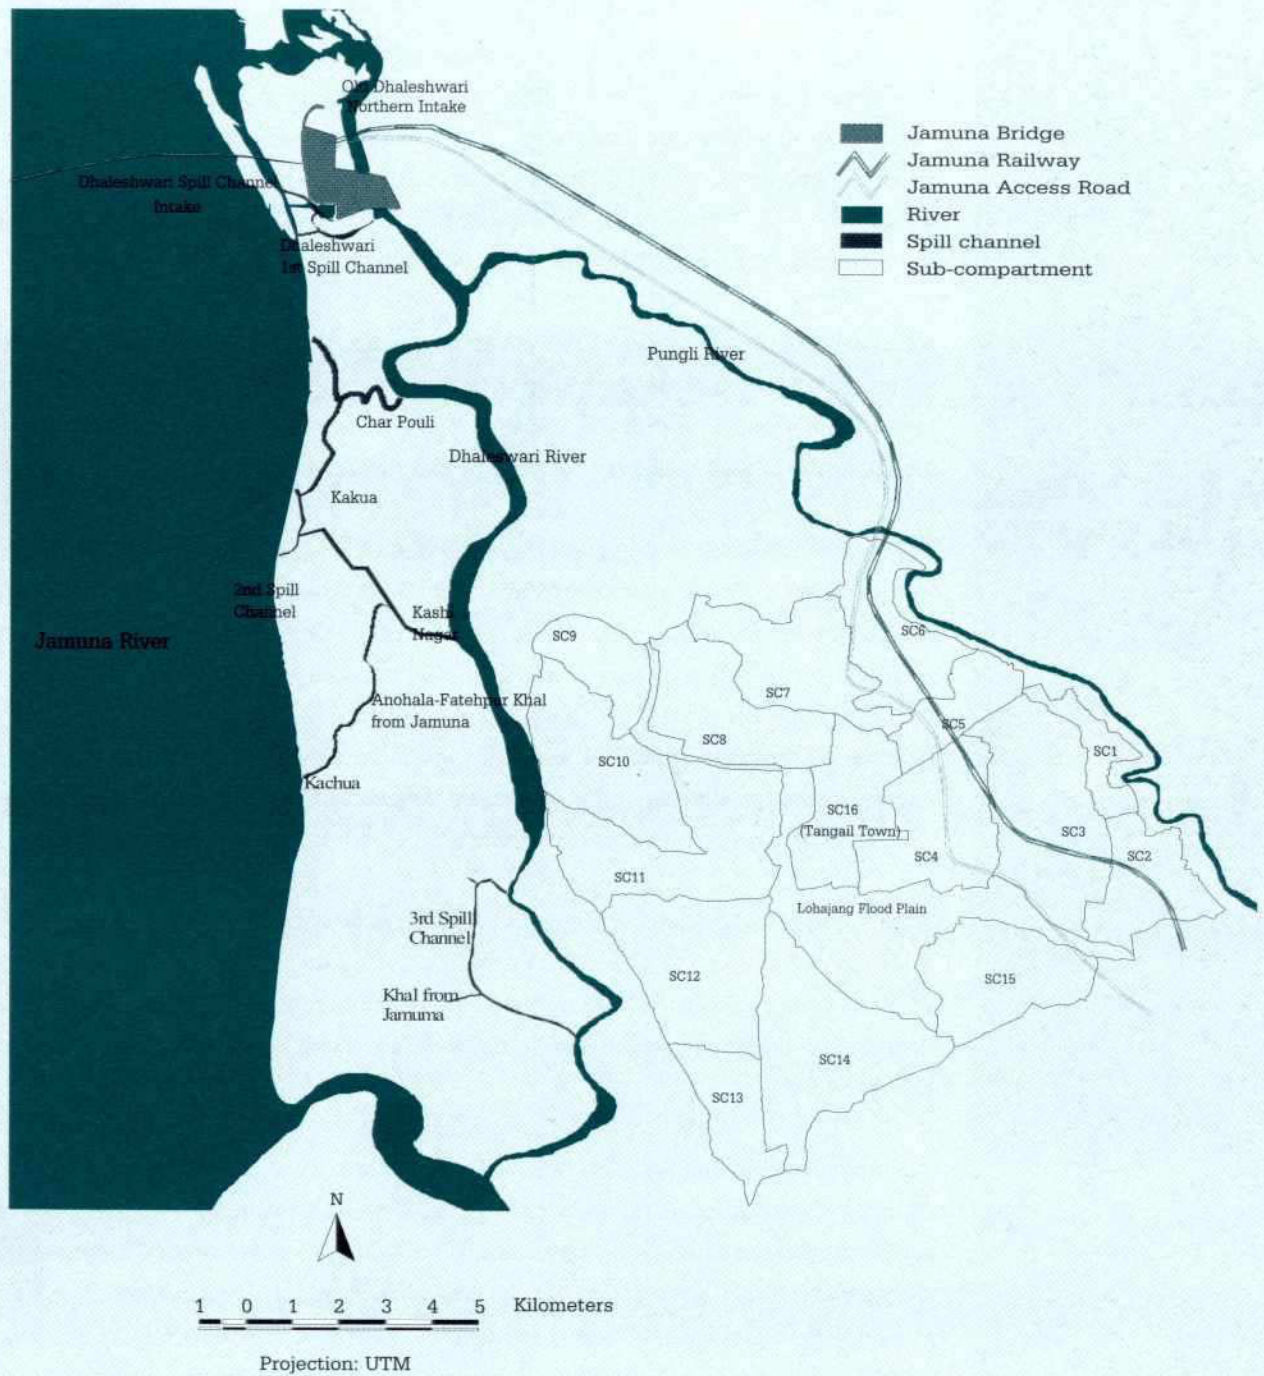 Old Dhaleshwari
Northern Intake
Jamuna Bridge
Jamuna Railway
Jamuna Access Road
River
Spill channel
Sub-compartment
Dhaleshwari Spill Channel
Intake
Dhaleshwari
1st Spill Channel
Pungli River
Char Pouli
Dhaleswari River
Kakua
2nd Spill
Channel
Kashi
Nagar
Jamuna River
SC9
SC6
SC7
Anohala-Fatehpur Khal
from Jamuna
SC5
SC8
SC1
SC10
Kachua
SC16
(Tangail Town)
SC3
SC4
SC2
SC11
Lohajang Flood Plain
3rd Spill
Channel
SC12
SC15
Khal from
Jamuma
SC14
SC13
N
1 0 1 2 3 4 5 Kilometers
Projection: UTM